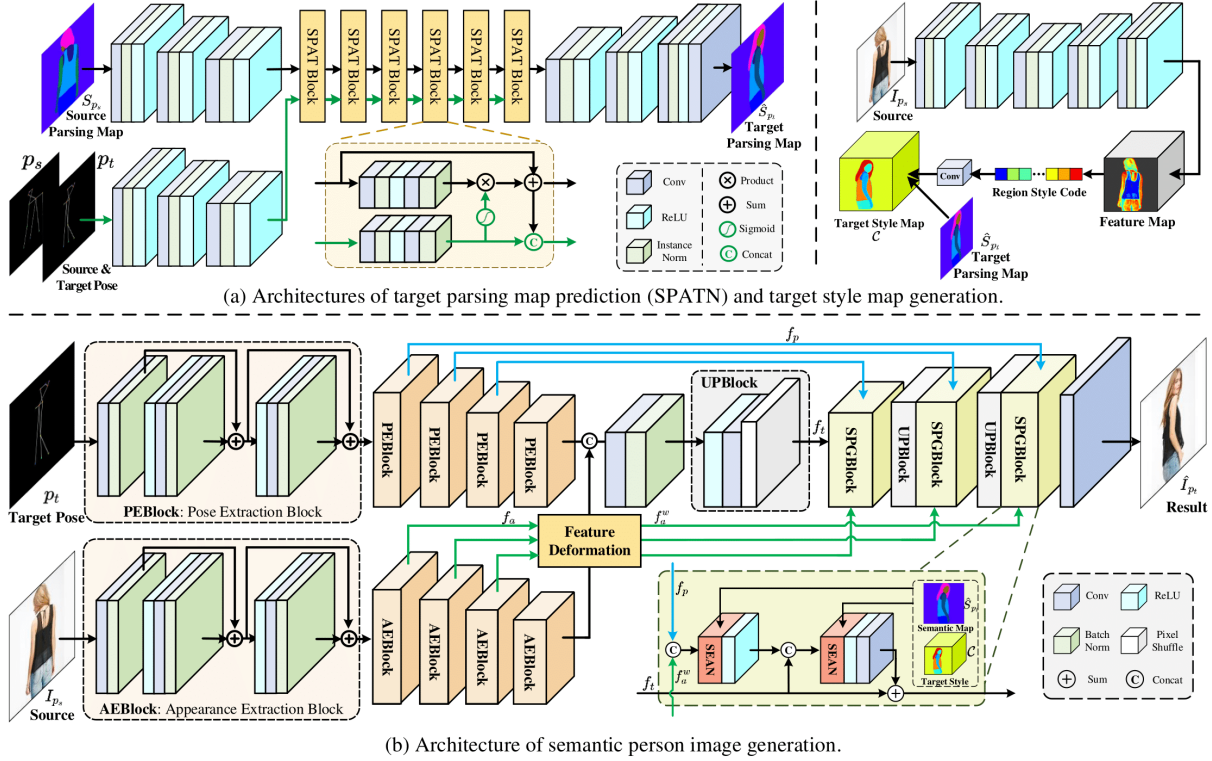 S_{p_s}
Source
Parsing Map
SPAT Block
SPAT Block
SPAT Block
SPAT Block
SPAT Block
SPAT Block
Ŝ_{p_t}
Target
Parsing Map
p_s
p_t
Source &
Target Pose
Conv
ReLU
Instance
Norm
Product
Sum
Sigmoid
C
Concat
C
I_{p_s}
Source
Target Style Map
C
Conv
Region Style Code
Feature Map
Ŝ_{p_t}
Target
Parsing Map
(a) Architectures of target parsing map prediction (SPATN) and target style map generation.
p_t
Target Pose
PEBlock: Pose Extraction Block
PEBlock
PEBlock
PEBlock
PEBlock
C
UPBlock
f_p
f_t
SPGBlock
UPBlock
SPGBlock
UPBlock
SPGBlock
Î_{p_t}
Result
I_{p_s}
Source
AEBlock: Appearance Extraction Block
AEBlock
AEBlock
AEBlock
AEBlock
f_a
Feature
Deformation
f_a^w
f_p
C
f_a^w
f_t
SEAN
C
SEAN
Ŝ_{p_t}
Semantic Map
C
Target Style
Conv
ReLU
Batch
Norm
Pixel
Shuffle
Sum
C
Concat
(b) Architecture of semantic person image generation.